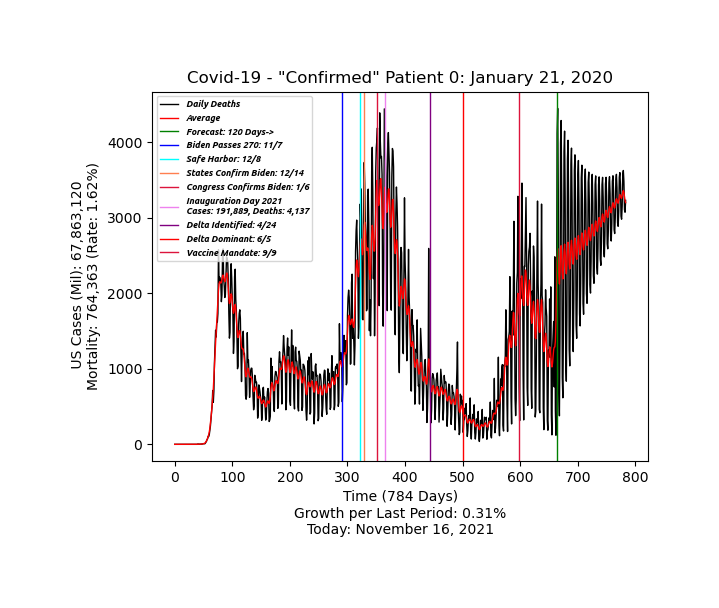 Covid-19 - "Confirmed" Patient 0: January 21, 2020
Daily Deaths
Average
Forecast: 120 Days->
Biden Passes 270: 11/7
Safe Harbor: 12/8
States Confirm Biden: 12/14
Congress Confirms Biden: 1/6
Inauguration Day 2021
Cases: 191,889, Deaths: 4,137
Delta Identified: 4/24
Delta Dominant: 6/5
Vaccine Mandate: 9/9
US Cases (Mil): 67,863,120
Mortality: 764,363 (Rate: 1.62%)
4000
3000
2000
1000
0
0 100 200 300 400 500 600 700 800
Time (784 Days)
Growth per Last Period: 0.31%
Today: November 16, 2021